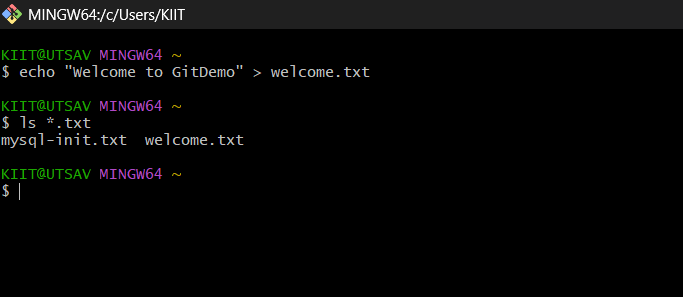 MINGW64:/c/Users/KIIT
KIIT@UTSAV MINGW64 ~
$ echo "Welcome to GitDemo" > welcome.txt
KIIT@UTSAV MINGW64 ~
$ ls *.txt
mysql-init.txt  welcome.txt
KIIT@UTSAV MINGW64 ~
$